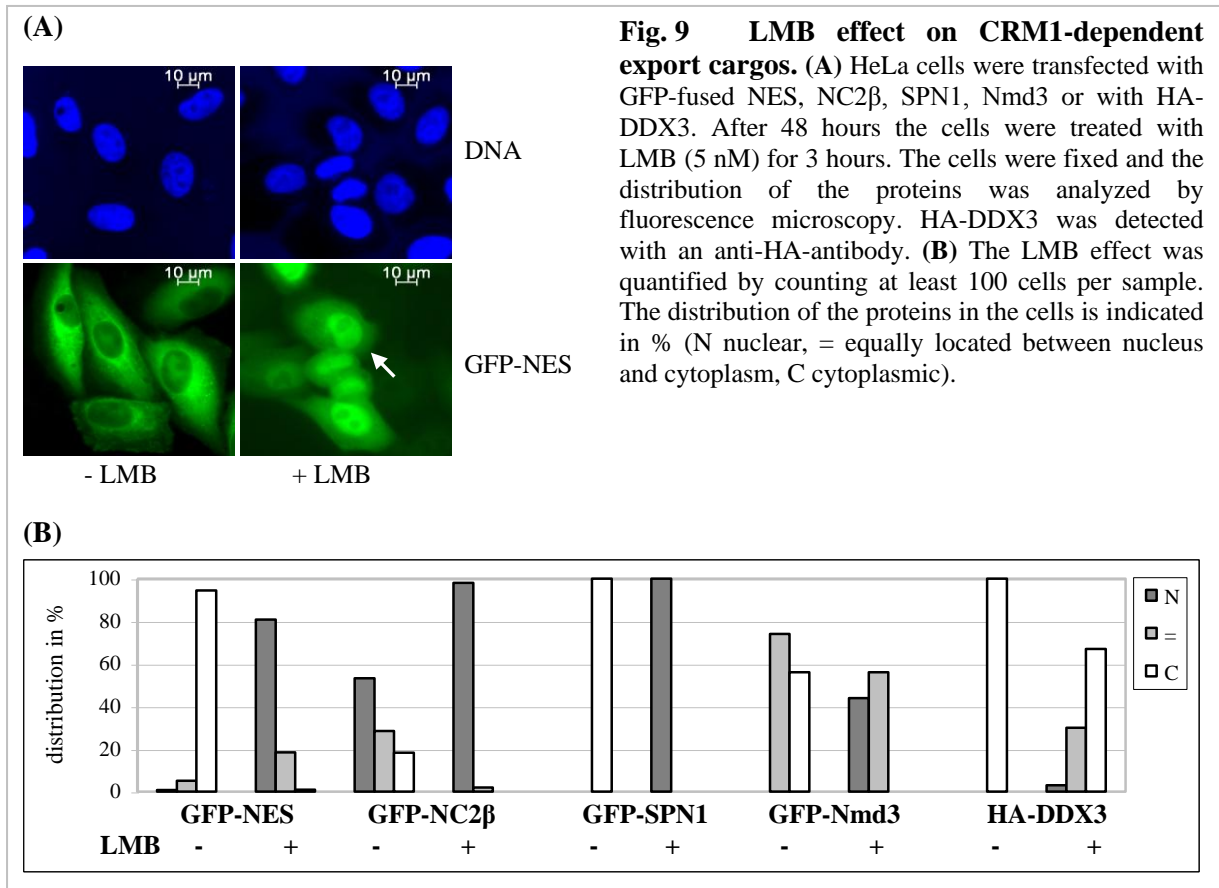 (A)
10 µm
10 µm
DNA
10 µm
10 µm
GFP-NES
- LMB
+ LMB
Fig. 9 LMB effect on CRM1-dependent
export cargos. (A) HeLa cells were transfected with
GFP-fused NES, NC2β, SPN1, Nmd3 or with HA-
DDX3. After 48 hours the cells were treated with
LMB (5 nM) for 3 hours. The cells were fixed and the
distribution of the proteins was analyzed by
fluorescence microscopy. HA-DDX3 was detected
with an anti-HA-antibody. (B) The LMB effect was
quantified by counting at least 100 cells per sample.
The distribution of the proteins in the cells is indicated
in % (N nuclear, = equally located between nucleus
and cytoplasm, C cytoplasmic).
(B)
distribution in %
100
80
60
40
20
0
GFP-NES GFP-NC2β GFP-SPN1 GFP-Nmd3 HA-DDX3
LMB - + - + - + - + - +
N
=
C